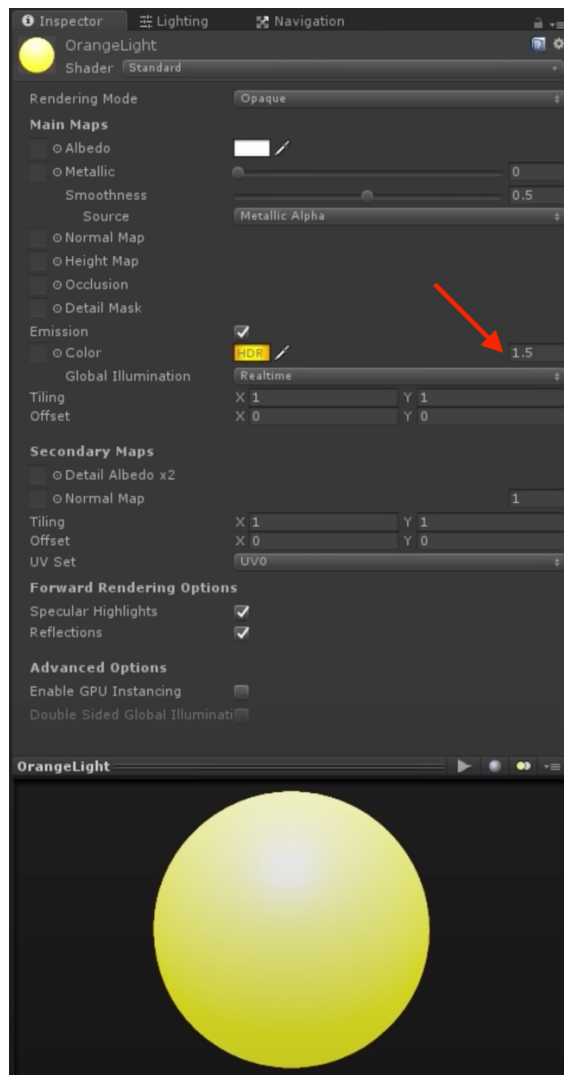 Inspector Lighting Navigation
OrangeLight
Shader Standard
Rendering Mode Opaque
Main Maps
Albedo
Metallic 0
Smoothness 0.5
Source Metallic Alpha
Normal Map
Height Map
Occlusion
Detail Mask
Emission
Color HDR 1.5
Global Illumination Realtime
Tiling X 1 Y 1
Offset X 0 Y 0
Secondary Maps
Detail Albedo x2
Normal Map 1
Tiling X 1 Y 1
Offset X 0 Y 0
UV Set UV0
Forward Rendering Options
Specular Highlights
Reflections
Advanced Options
Enable GPU Instancing
Double Sided Global Illuminati
OrangeLight